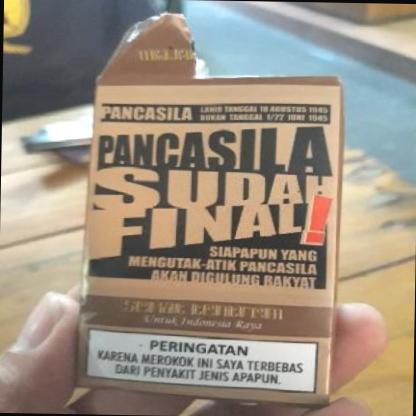 PANCASILA
LAHIR TANGGAL 18 AGUSTUS 1945
BUKAN TANGGAL 1/22 JUNI 1945
PANCASILA
SUDAH
FINAL!
SIAPAPUN YANG
MENGUTAK-ATIK PANCASILA
AKAN DIGULUNG RAKYAT
Untuk Indonesia Raya
PERINGATAN
KARENA MEROKOK INI SAYA TERBEBAS
DARI PENYAKIT JENIS APAPUN.